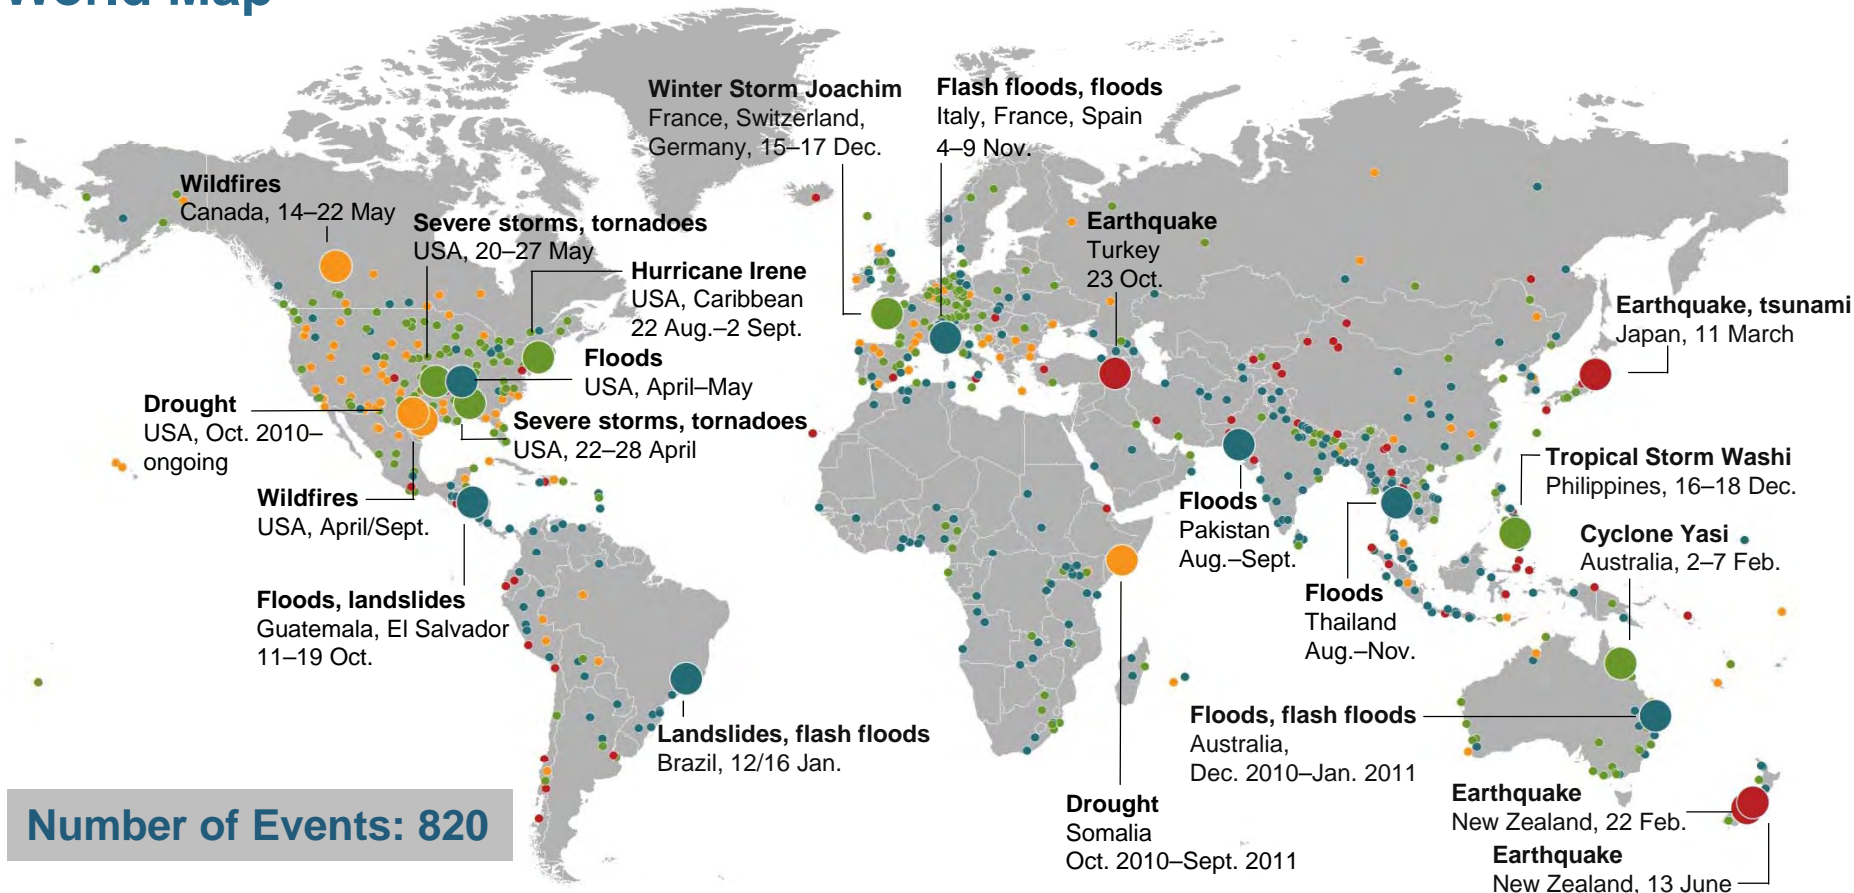 World Map
Winter Storm Joachim
France, Switzerland,
Germany, 15–17 Dec.
Flash floods, floods
Italy, France, Spain
4–9 Nov.
Wildfires
Canada, 14–22 May
Severe storms, tornadoes
USA, 20–27 May
Hurricane Irene
USA, Caribbean
22 Aug.–2 Sept.
Earthquake
Turkey
23 Oct.
Earthquake, tsunami
Japan, 11 March
Floods
USA, April–May
Drought
USA, Oct. 2010–
ongoing
Severe storms, tornadoes
USA, 22–28 April
Tropical Storm Washi
Philippines, 16–18 Dec.
Wildfires
USA, April/Sept.
Floods
Pakistan
Aug.–Sept.
Cyclone Yasi
Australia, 2–7 Feb.
Floods, landslides
Guatemala, El Salvador
11–19 Oct.
Floods
Thailand
Aug.–Nov.
Landslides, flash floods
Brazil, 12/16 Jan.
Floods, flash floods
Australia,
Dec. 2010–Jan. 2011
Drought
Somalia
Oct. 2010–Sept. 2011
Earthquake
New Zealand, 22 Feb.
Earthquake
New Zealand, 13 June
Number of Events: 820